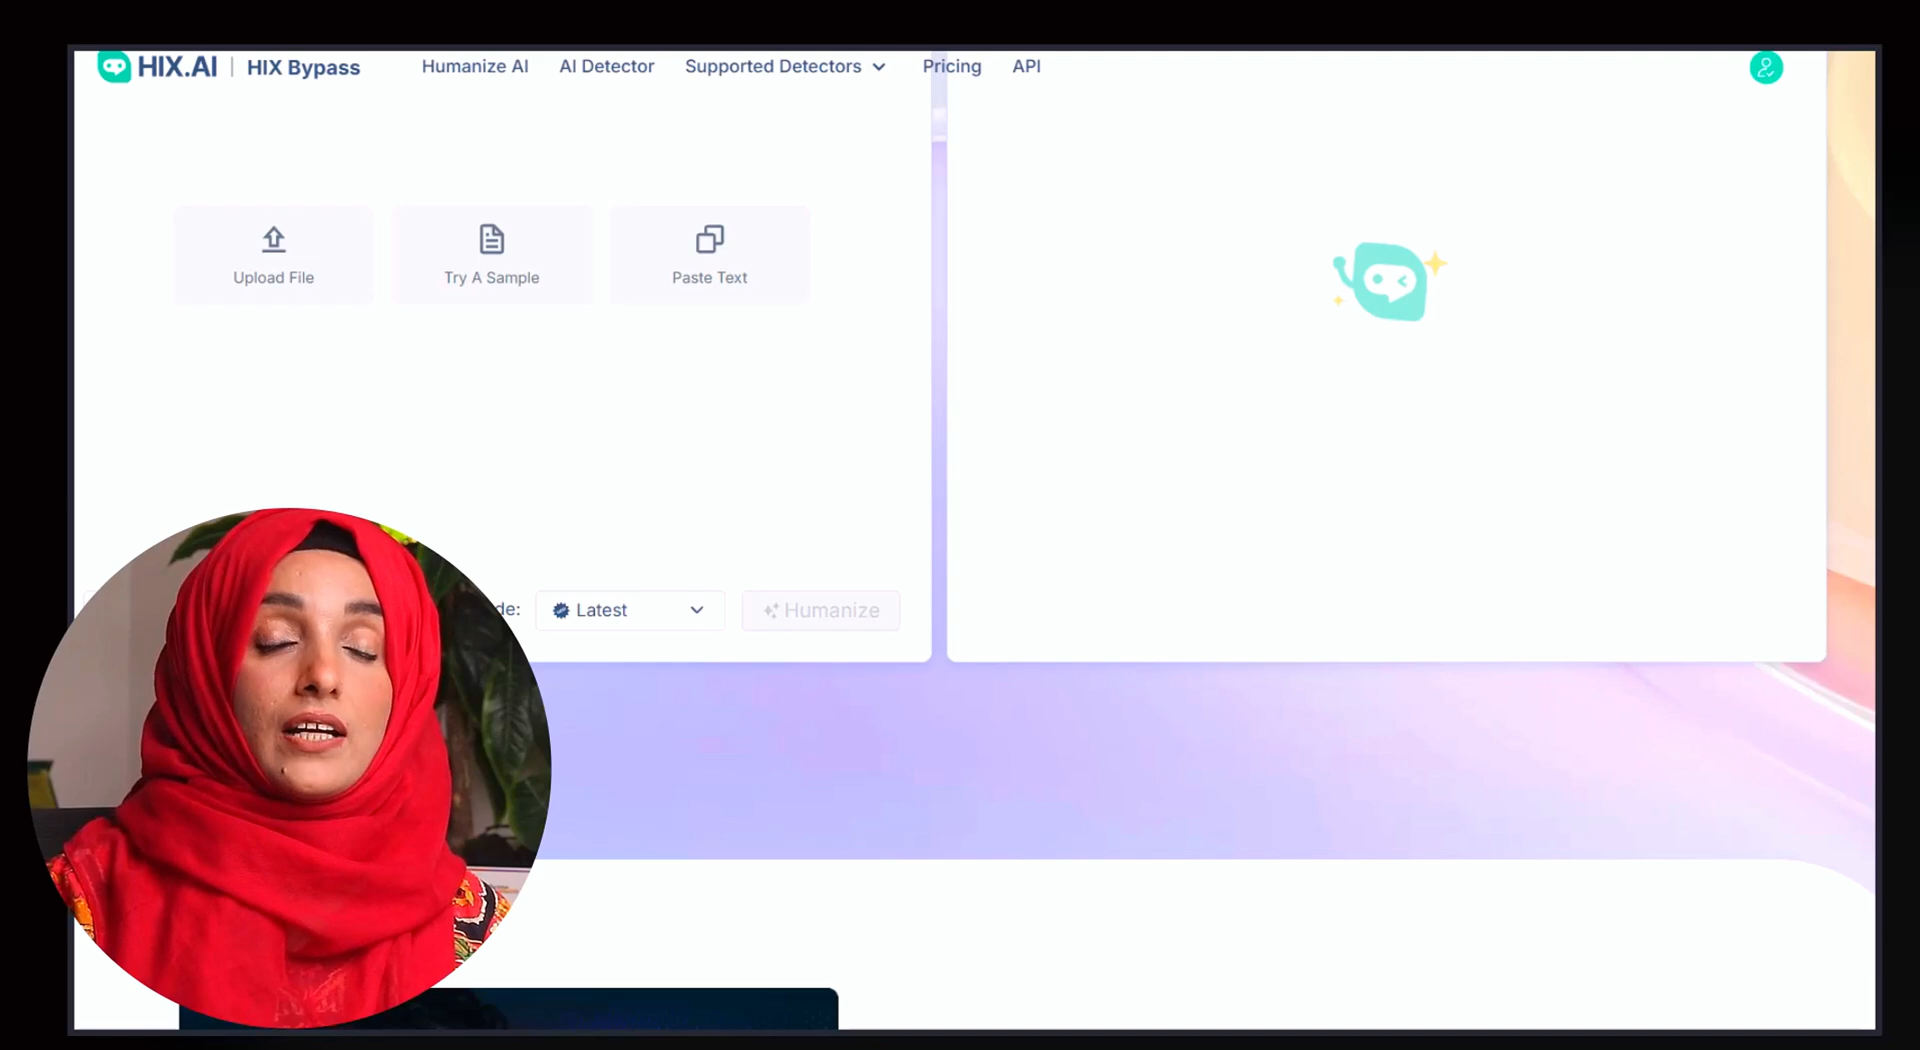 HIX.AI | HIX Bypass Humanize AI AI Detector Supported Detectors Pricing API
Upload File Try A Sample Paste Text
de: Latest Humanize